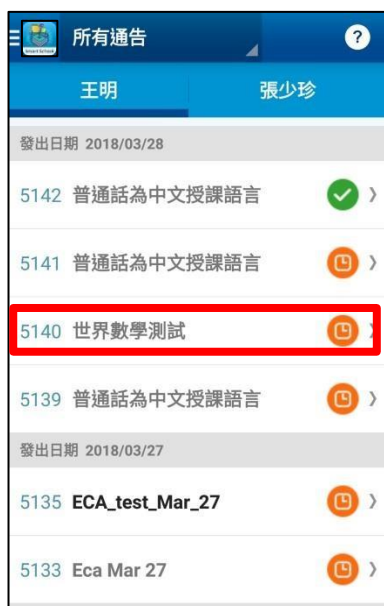 所有通告
?
王明 張少珍
發出日期 2018/03/28
5142 普通話為中文授課語言
5141 普通話為中文授課語言
5140 世界數學測試
5139 普通話為中文授課語言
發出日期 2018/03/27
5135 ECA_test_Mar_27
5133 Eca Mar 27